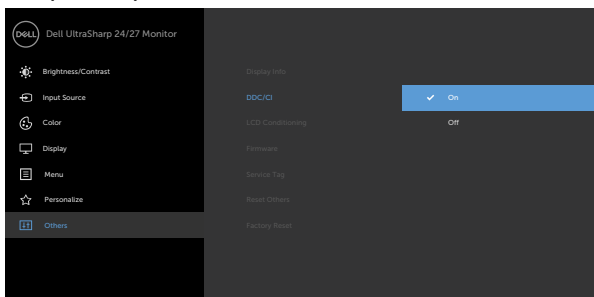 DELL Dell UltraSharp 24/27 Monitor
Brightness/Contrast Display Info
Input Source DDC/CI On
Color LCD Conditioning Off
Display Firmware
Menu Service Tag
Personalize Reset Others
Others Factory Reset